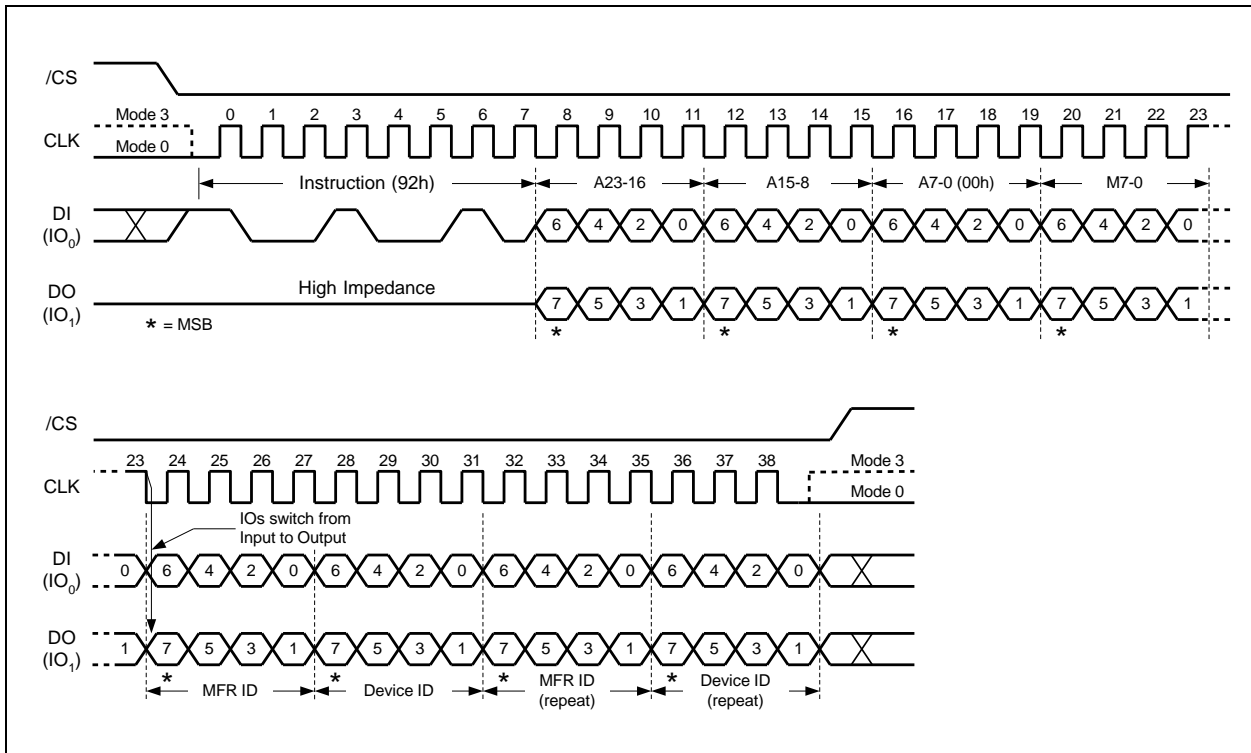 /CS
Mode 3 0 1 2 3 4 5 6 7 8 9 10 11 12 13 14 15 16 17 18 19 20 21 22 23
CLK
Mode 0
Instruction (92h) A23-16 A15-8 A7-0 (00h) M7-0
DI
(IO0)
6 4 2 0 6 4 2 0 6 4 2 0 6 4 2 0
High Impedance
DO
(IO1)
7 5 3 1 7 5 3 1 7 5 3 1 7 5 3 1
* = MSB
* * * *
/CS
23 24 25 26 27 28 29 30 31 32 33 34 35 36 37 38 Mode 3
CLK
Mode 0
IOs switch from
Input to Output
DI
(IO0)
0 6 4 2 0 6 4 2 0 6 4 2 0 6 4 2 0
DO
(IO1)
1 7 5 3 1 7 5 3 1 7 5 3 1 7 5 3 1
* * * *
MFR ID Device ID MFR ID
(repeat)
Device ID
(repeat)